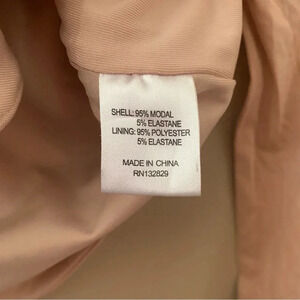 SHELL: 95% MODAL
5% ELASTANE
LINING: 95% POLYESTER
5% ELASTANE
MADE IN CHINA
RN132829